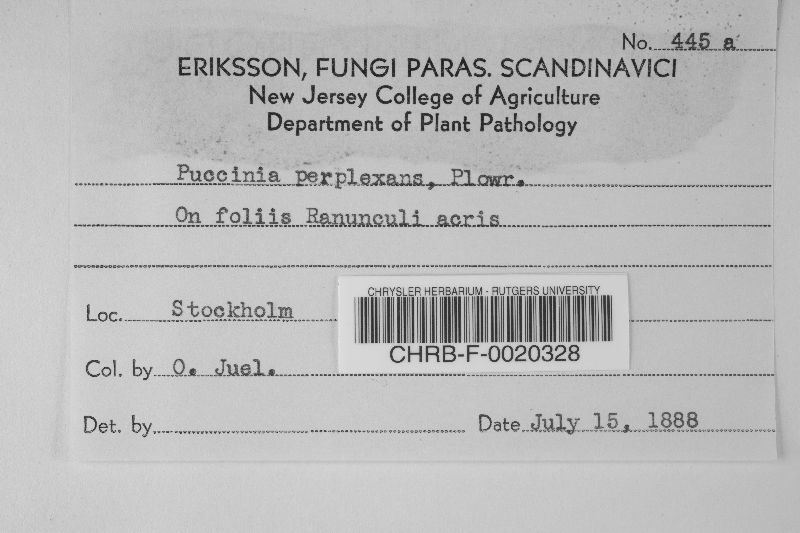 No. 445 a
ERIKSSON, FUNGI PARAS. SCANDINAVICI
New Jersey College of Agriculture
Department of Plant Pathology
Puccinia perplexans, Plowr.
On foliis Ranunculi acris
Loc. Stockholm
CHRYSLER HERBARIUM - RUTGERS UNIVERSITY
CHRB-F-0020328
Col. by O. Juel.
Det. by
Date July 15, 1888